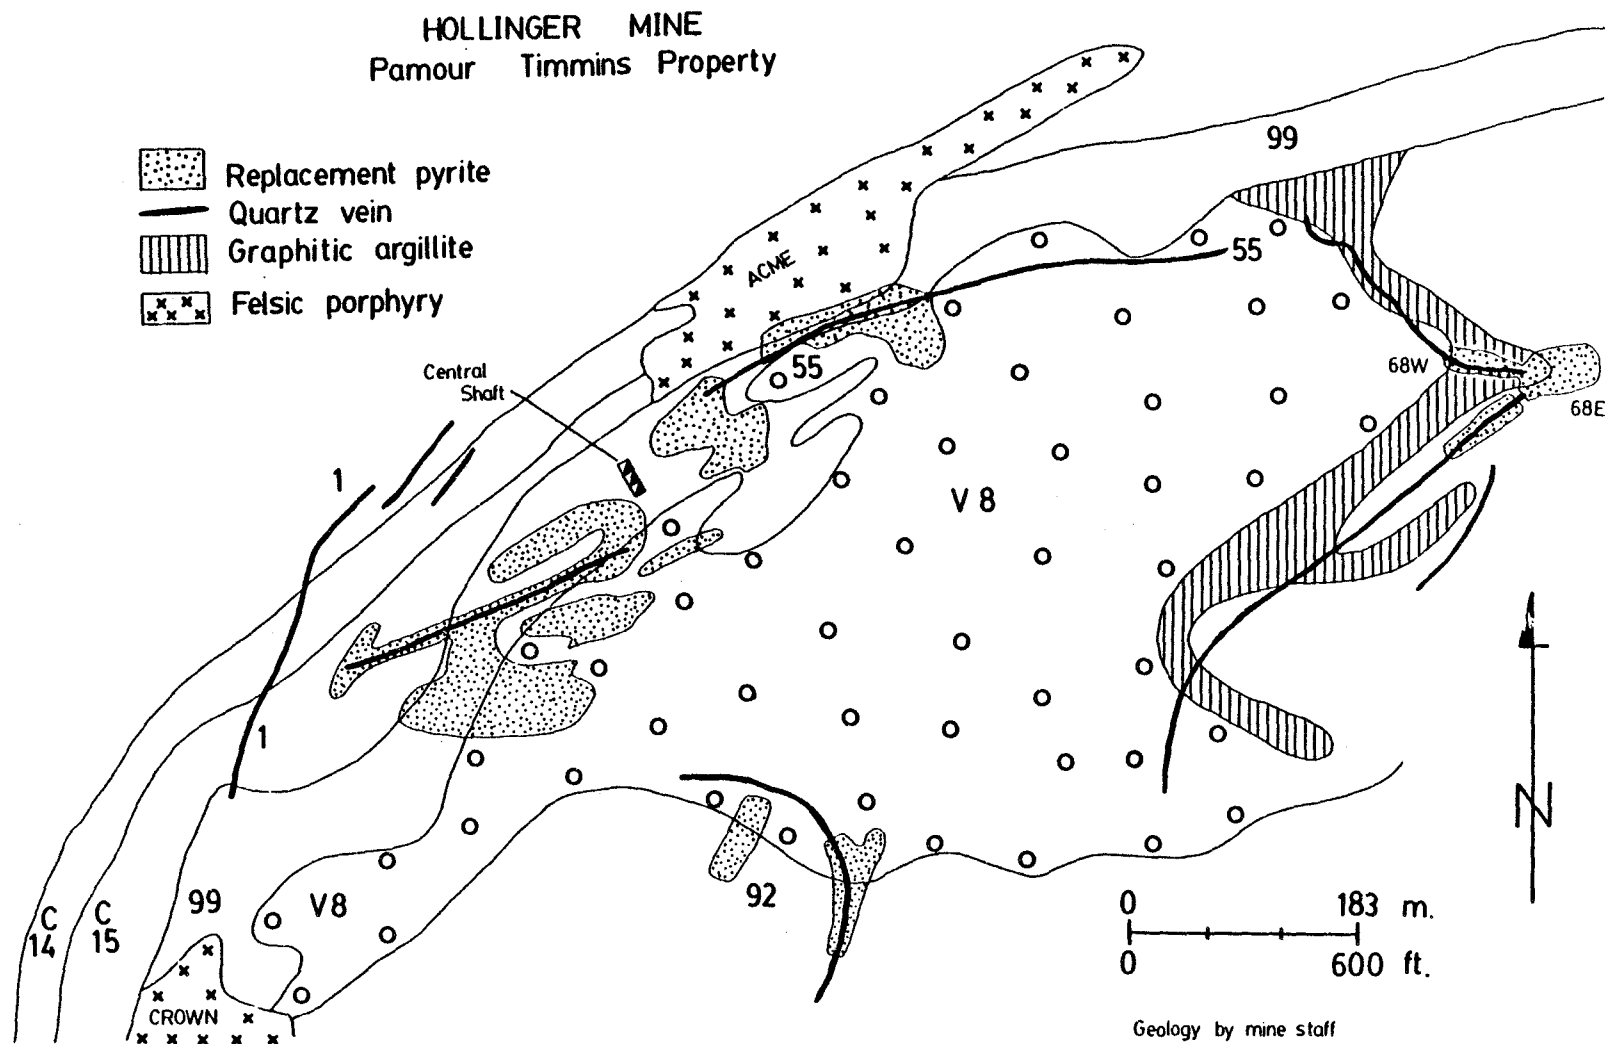 HOLLINGER MINE
Pamour Timmins Property
Replacement pyrite
Quartz vein
Graphitic argillite
Felsic porphyry
ACME
99
55
55
Central
Shaft
68W
68E
1
V 8
1
N
99
V8
92
C
14
C
15
CROWN
0
183 m.
0
600 ft.
Geology by mine staff